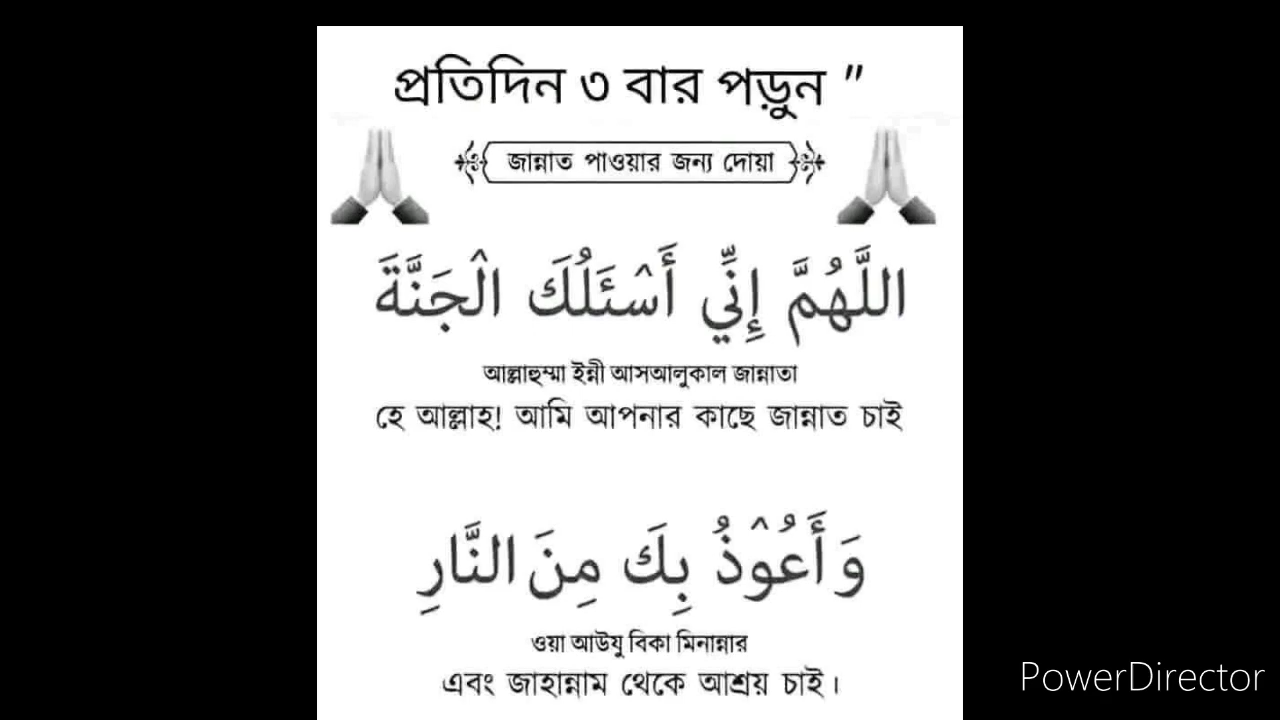 প্রতিদিন ৩ বার পড়ুন "
জান্নাত পাওয়ার জন্য দোয়া
اللَّهُمَّ إِنِّي أَسْئَلُكَ الْجَنَّةَ
আল্লাহুম্মা ইন্নী আসআলুকাল জান্নাতা
হে আল্লাহ! আমি আপনার কাছে জান্নাত চাই
وَ أَعُوْذُ بِكَ مِنَ النَّارِ
ওয়া আউযু বিকা মিনান্নার
এবং জাহান্নাম থেকে আশ্রয় চাই।
PowerDirector